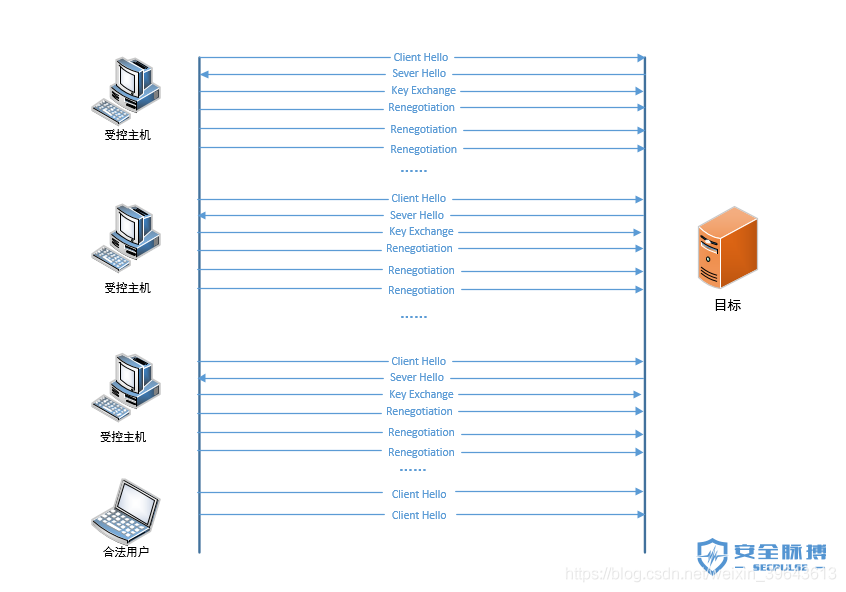 Client Hello
Sever Hello
Key Exchange
Renegotiation
Renegotiation
Renegotiation
······
受控主机
Client Hello
Sever Hello
Key Exchange
Renegotiation
Renegotiation
Renegotiation
······
受控主机
目标
Client Hello
Sever Hello
Key Exchange
Renegotiation
Renegotiation
Renegotiation
······
受控主机
Client Hello
Client Hello
合法用户
安全脉搏
SECPULSE
https://blog.csdn.net/weixin_39643613